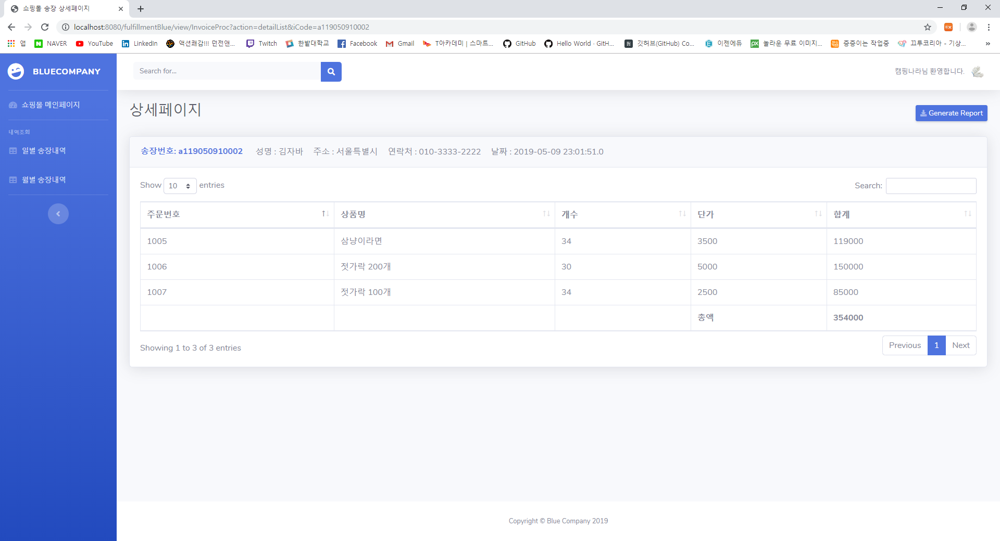 쇼핑몰 송장 상세페이지
localhost:8080/fulfillmentBlue/view/InvoiceProc?action=detailList&iCode=a119050910002
앱 NAVER YouTube LinkedIn 액션쾌감!!! 던전앤... Twitch 한밭대학교 Facebook Gmail T아카데미 | 스마트... GitHub Hello World · GitH... 깃허브(GitHub) Co... 이젠에듀 놀라운 무료 이미지... 증증이는 작업중 끄투코리아 - 기상... »
BLUECOMPANY
Search for...
캠핑나라님 환영합니다.
쇼핑몰 메인페이지
내역조회
일별 송장내역
월별 송장내역
상세페이지
Generate Report
송장번호: a119050910002 성명 : 김자바 주소 : 서울특별시 연락처 : 010-3333-2222 날짜 : 2019-05-09 23:01:51.0
Show 10 entries
Search:
주문번호 상품명 개수 단가 합계
1005 삼냥이라면 34 3500 119000
1006 젓가락 200개 30 5000 150000
1007 젓가락 100개 34 2500 85000
총액 354000
Showing 1 to 3 of 3 entries
Previous 1 Next
Copyright © Blue Company 2019